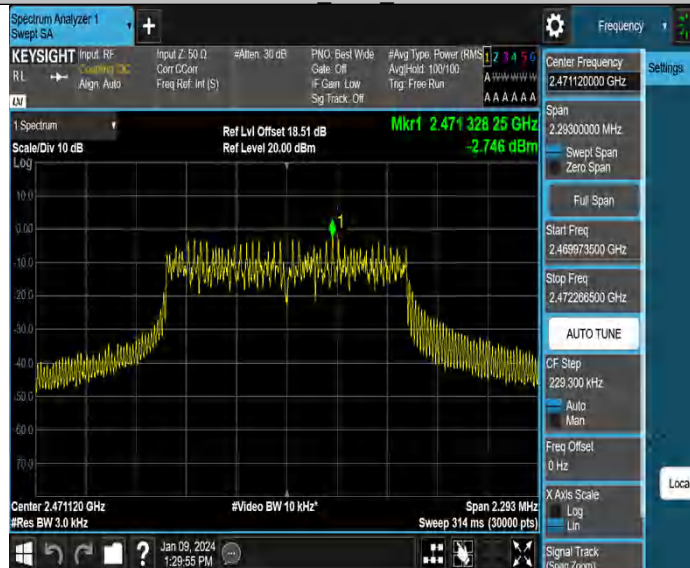 Spectrum Analyzer 1
Swept SA
Frequency
KEYSIGHT
RL
LXI
Input: RF
Coupling: DC
Align: Auto
Input Z: 50 Ω
Corr CCorr
Freq Ref: Int (S)
#Atten: 30 dB
PNO: Best Wide
Gate: Off
IF Gain: Low
Sig Track: Off
#Avg Type: Power (RMS
Avg|Hold: 100/100
Trig: Free Run
1 2 3 4 5 6
A W W W W W
A A A A A A
1 Spectrum
Scale/Div 10 dB
Ref Lvl Offset 18.51 dB
Ref Level 20.00 dBm
Mkr1 2.471 328 25 GHz
-2.746 dBm
Log
10.0
0.00
-10.0
-20.0
-30.0
-40.0
-50.0
-60.0
-70.0
1
Center 2.471120 GHz
#Res BW 3.0 kHz
#Video BW 10 kHz*
Span 2.293 MHz
Sweep 314 ms (30000 pts)
Jan 09, 2024
1:29:55 PM
Center Frequency
2.471120000 GHz
Span
2.29300000 MHz
Swept Span
Zero Span
Full Span
Start Freq
2.469973500 GHz
Stop Freq
2.472266500 GHz
AUTO TUNE
CF Step
229.300 kHz
Auto
Man
Freq Offset
0 Hz
X Axis Scale
Log
Lin
Signal Track
(Span Zoom)
Settings
Loca